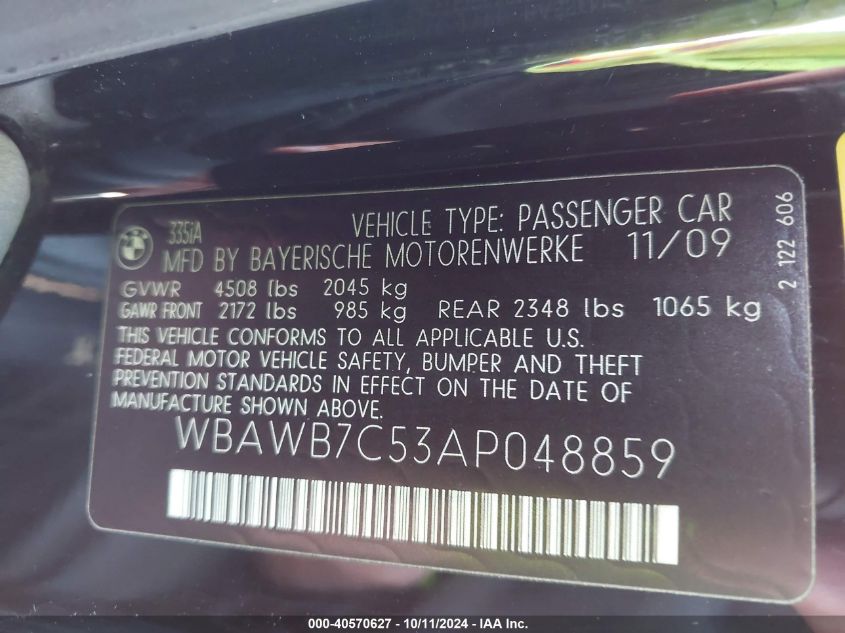 335iA VEHICLE TYPE: PASSENGER CAR
MFD BY BAYERISCHE MOTORENWERKE 11/09
GVWR 4508 lbs 2045 kg
GAWR FRONT 2172 lbs 985 kg REAR 2348 lbs 1065 kg
THIS VEHICLE CONFORMS TO ALL APPLICABLE U.S.
FEDERAL MOTOR VEHICLE SAFETY, BUMPER AND THEFT
PREVENTION STANDARDS IN EFFECT ON THE DATE OF
MANUFACTURE SHOWN ABOVE.
WBAWB7C53AP048859
2 122 606
000-40570627 - 10/11/2024 - IAA Inc.